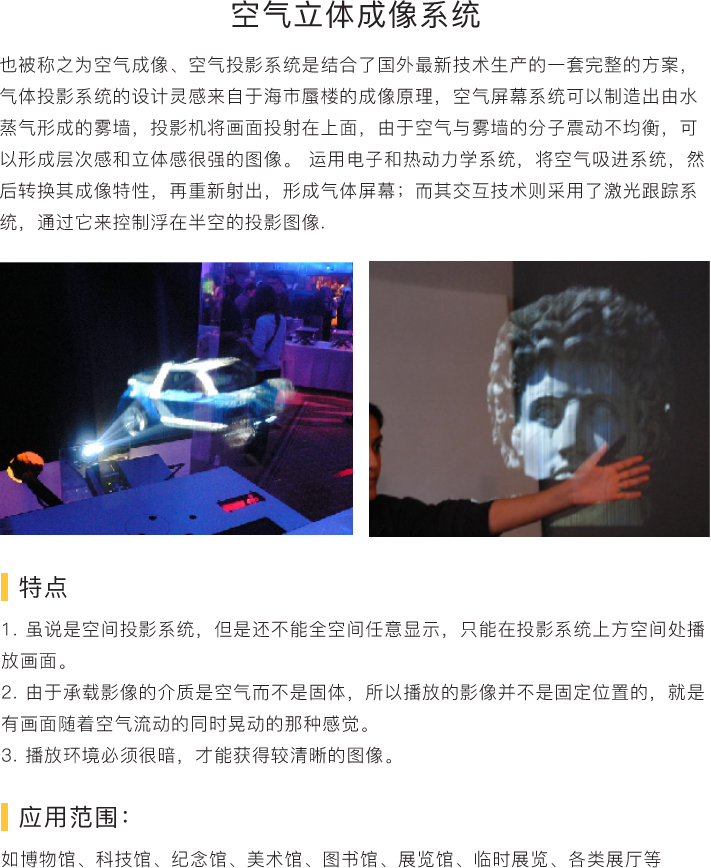 空气立体成像系统
也被称之为空气成像、空气投影系统是结合了国外最新技术生产的一套完整的方案，
气体投影系统的设计灵感来自于海市蜃楼的成像原理，空气屏幕系统可以制造出由水
蒸气形成的雾墙，投影机将画面投射在上面，由于空气与雾墙的分子震动不均衡，可
以形成层次感和立体感很强的图像。 运用电子和热动力学系统，将空气吸进系统，然
后转换其成像特性，再重新射出，形成气体屏幕；而其交互技术则采用了激光跟踪系
统，通过它来控制浮在半空的投影图像.
特点
1. 虽说是空间投影系统，但是还不能全空间任意显示，只能在投影系统上方空间处播
放画面。
2. 由于承载影像的介质是空气而不是固体，所以播放的影像并不是固定位置的，就是
有画面随着空气流动的同时晃动的那种感觉。
3. 播放环境必须很暗，才能获得较清晰的图像。
应用范围：
如博物馆、科技馆、纪念馆、美术馆、图书馆、展览馆、临时展览、各类展厅等